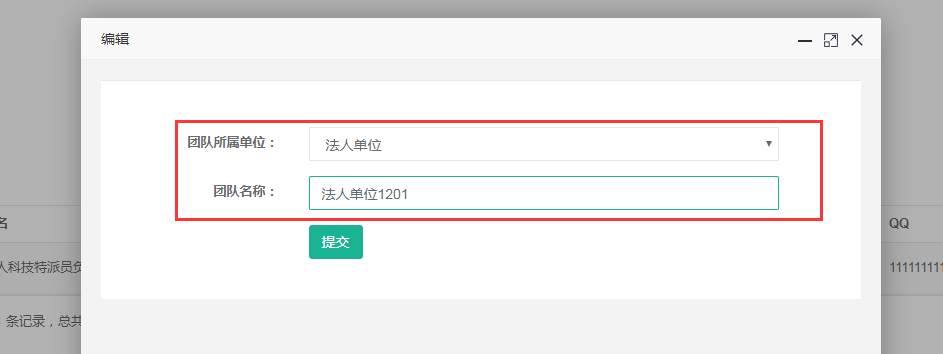 编辑
团队所属单位：
法人单位
团队名称：
法人单位1201
提交
名
QQ
人科技特派员负
111111111
条记录，总共